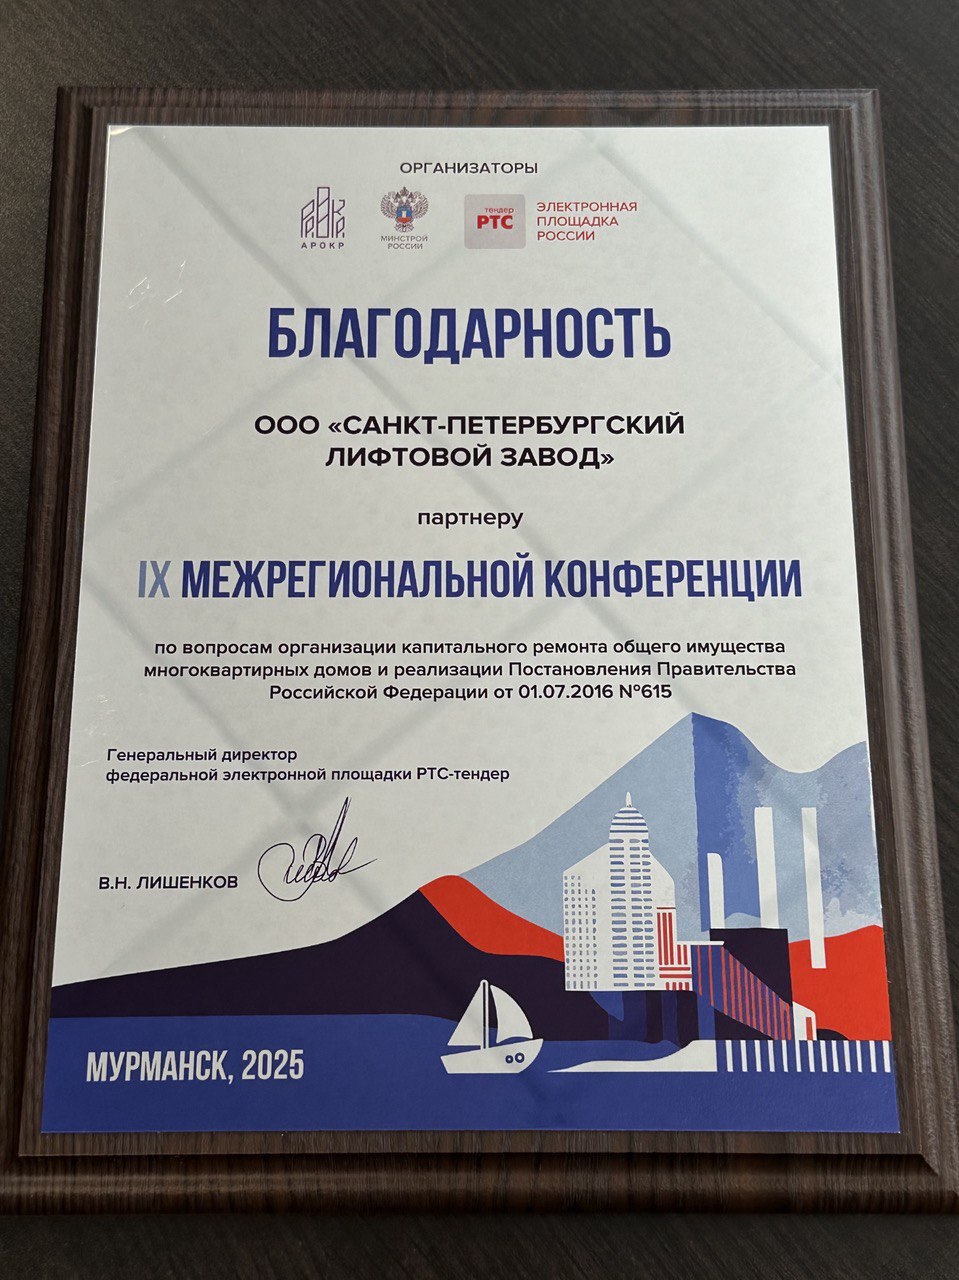 ОРГАНИЗАТОРЫ
АРОКР
МИНСТРОЙ
РОССИИ
тендер
РТС
ЭЛЕКТРОННАЯ
ПЛОЩАДКА
РОССИИ
БЛАГОДАРНОСТЬ
ООО «САНКТ-ПЕТЕРБУРГСКИЙ
ЛИФТОВОЙ ЗАВОД»
партнеру
IX МЕЖРЕГИОНАЛЬНОЙ КОНФЕРЕНЦИИ
по вопросам организации капитального ремонта общего имущества
многоквартирных домов и реализации Постановления Правительства
Российской Федерации от 01.07.2016 №615
Генеральный директор
федеральной электронной площадки РТС-тендер
В.Н. ЛИШЕНКОВ
МУРМАНСК, 2025